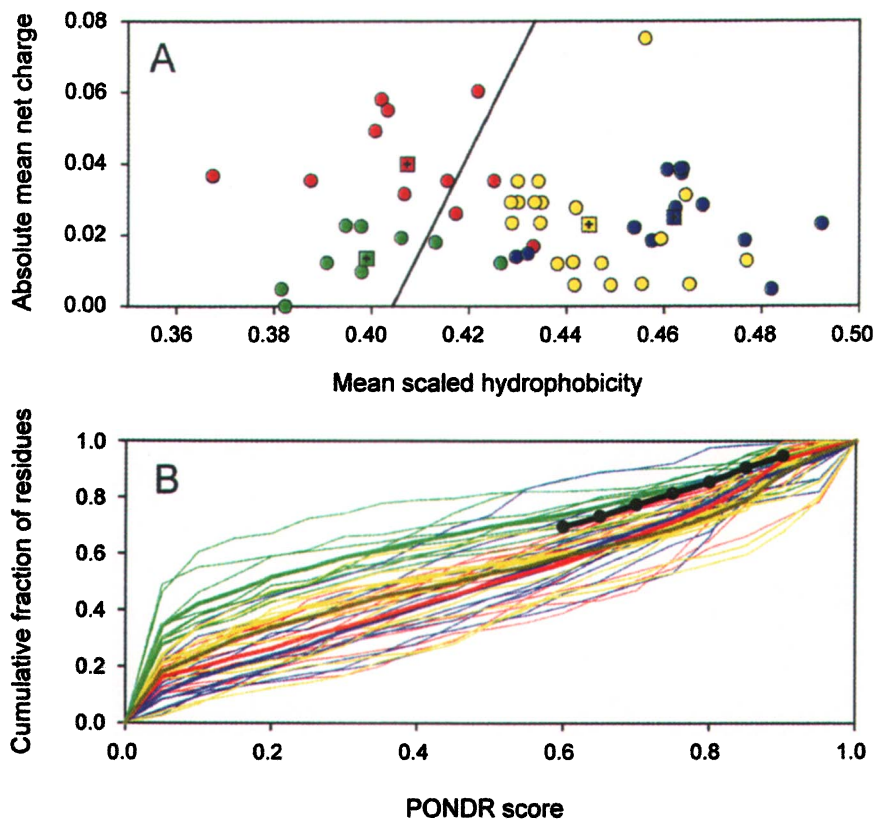 A
Absolute mean net charge
0.08
0.06
0.04
0.02
0.00
0.36 0.38 0.40 0.42 0.44 0.46 0.48 0.50
Mean scaled hydrophobicity
B
Cumulative fraction of residues
1.0
0.8
0.6
0.4
0.2
0.0
0.0 0.2 0.4 0.6 0.8 1.0
PONDR score